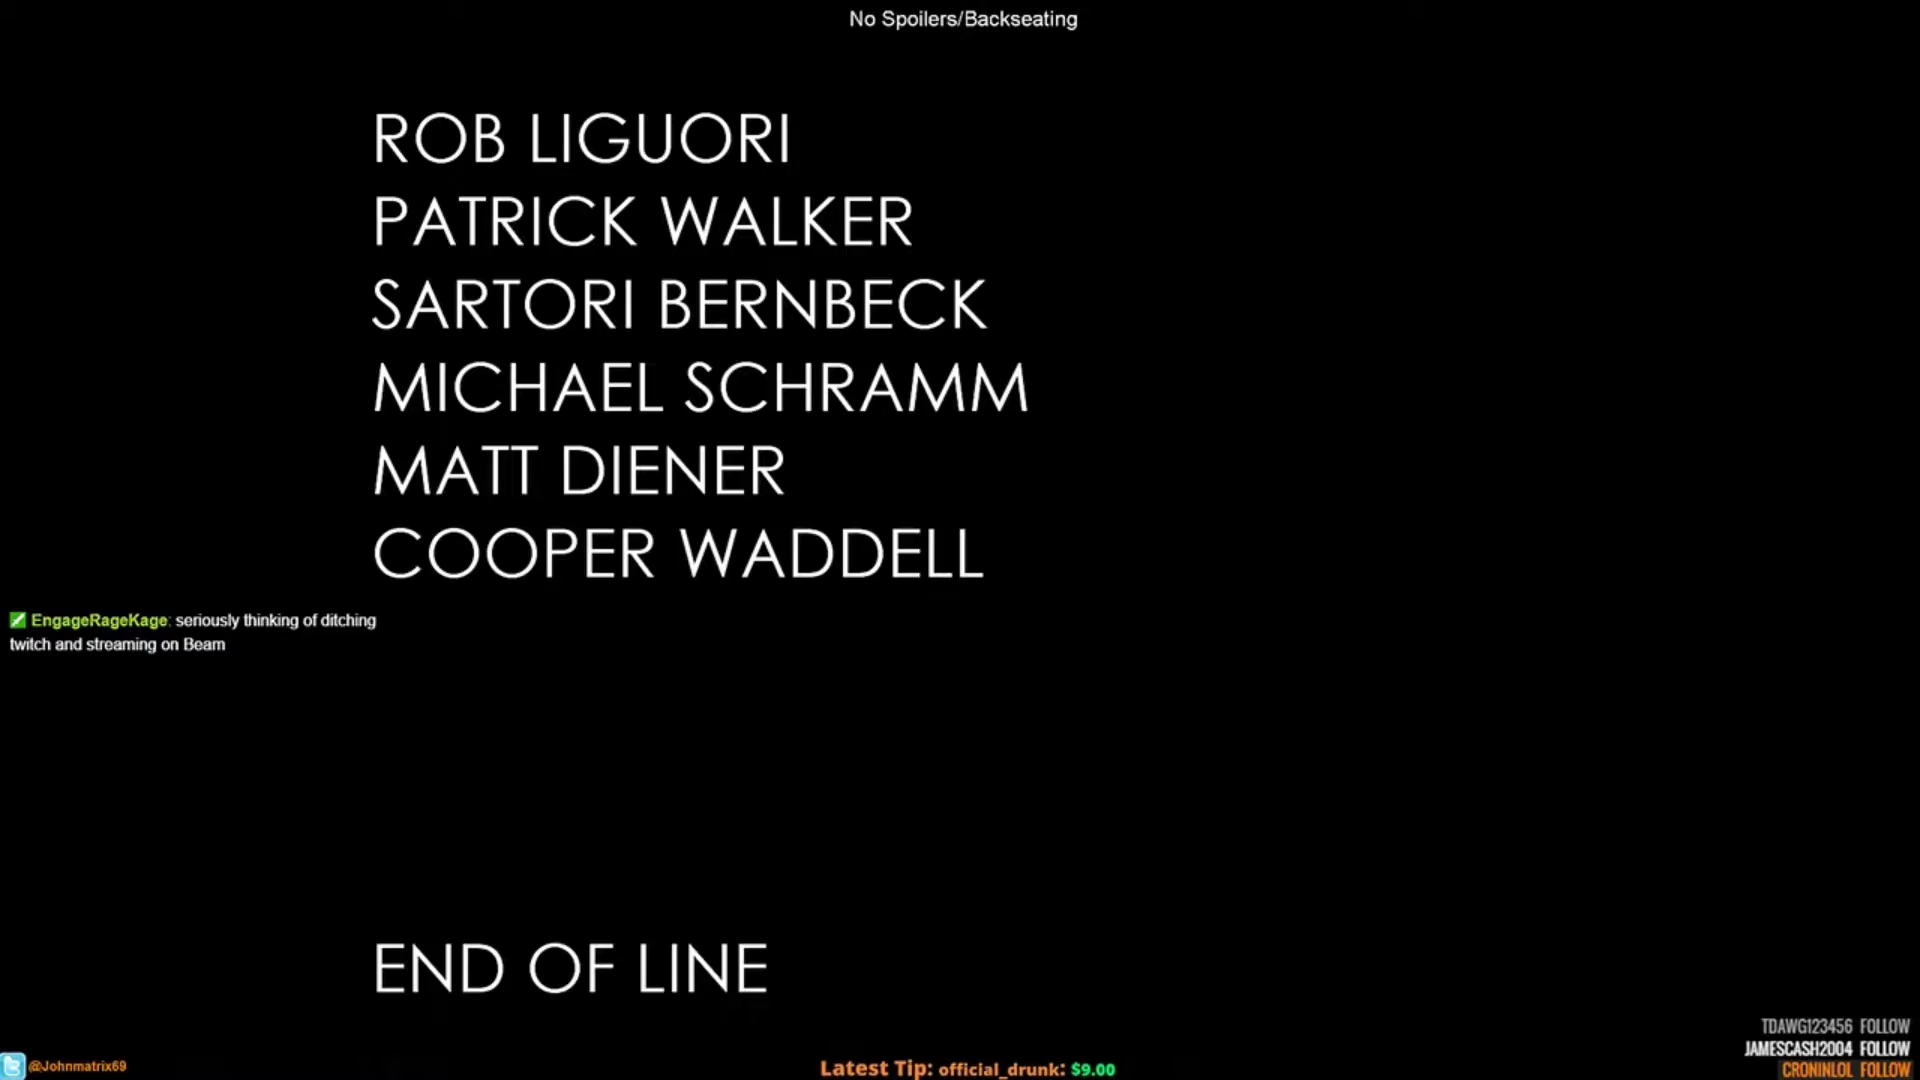 No Spoilers/Backseating
ROB LIGUORI
PATRICK WALKER
SARTORI BERNBECK
MICHAEL SCHRAMM
MATT DIENER
COOPER WADDELL
EngageRageKage: seriously thinking of ditching
twitch and streaming on Beam
END OF LINE
TDAWG123456 FOLLOW
JAMESCASH2004 FOLLOW
CRONINLOL FOLLOW
@Johnmatrix69
Latest Tip: official_drunk: $9.00